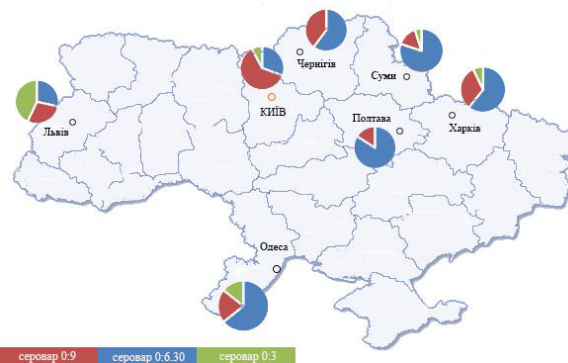 Чернігів
Суми
КИЇВ
Полтава
Львів
Харків
Одеса
серовар 0:9
серовар 0:6.30
серовар 0:3